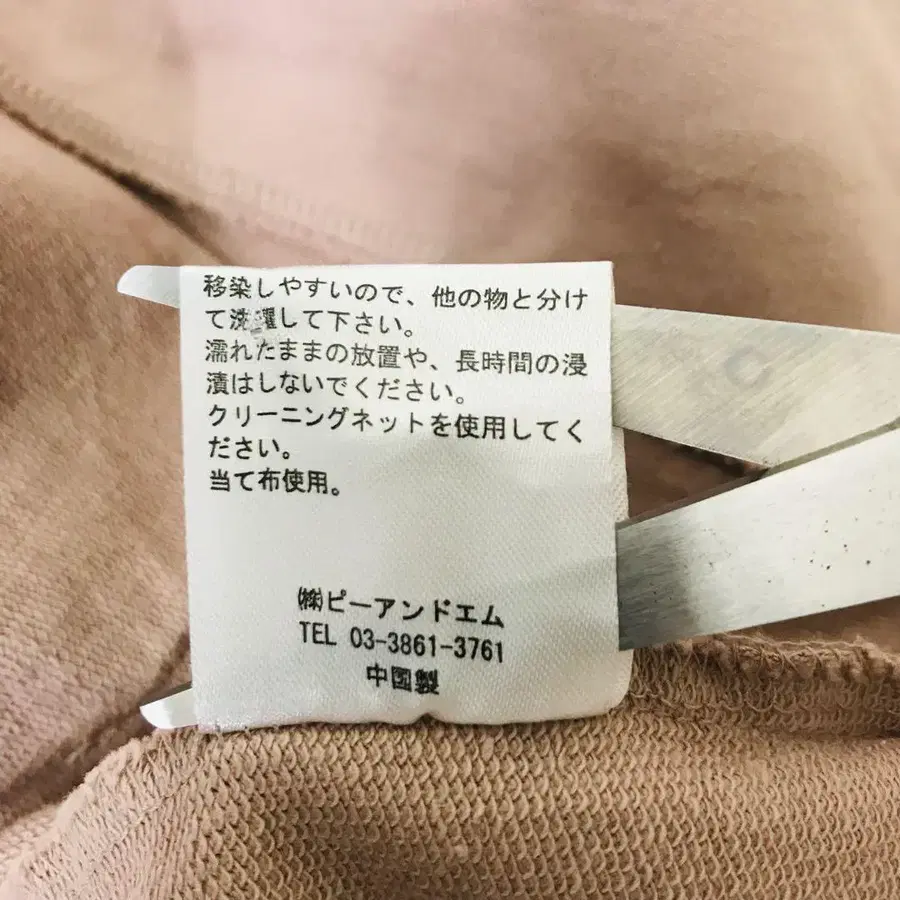 移染しやすいので、他の物と分け
て洗濯して下さい。
濡れたままの放置や、長時間の浸
漬はしないでください。
クリーニングネットを使用してく
ださい。
当て布使用。
㈱ピーアンドエム
TEL 03-3861-3761
中国製
C